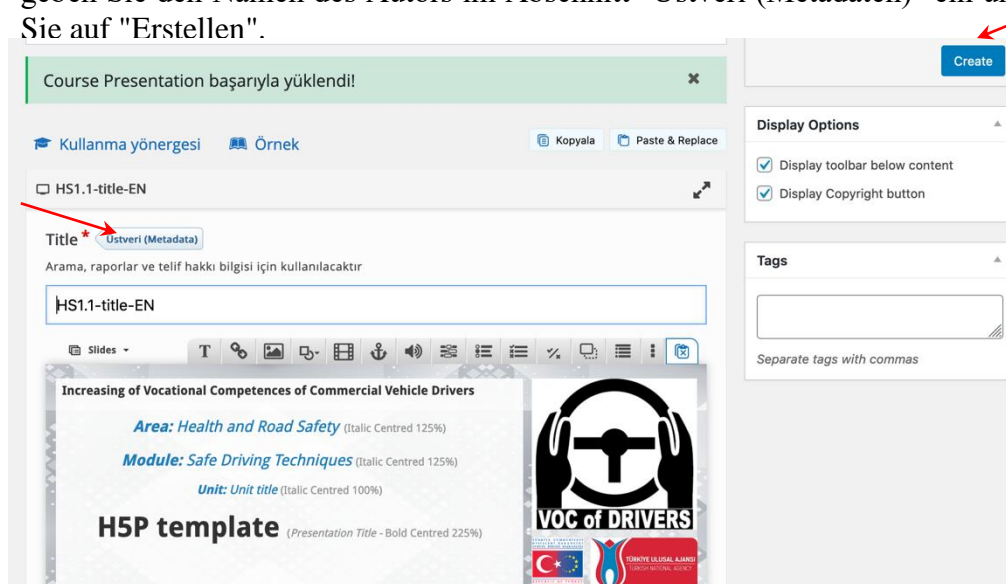 Sie auf "Erstellen".
Create
Course Presentation başarıyla yüklendi!
Kullanma yönergesi Örnek Kopyala Paste & Replace
HS1.1-title-EN
Title * Üstveri (Metadata)
Arama, raporlar ve telif hakkı bilgisi için kullanılacaktır
HS1.1-title-EN
Slides
Increasing of Vocational Competences of Commercial Vehicle Drivers
Area: Health and Road Safety (Italic Centred 125%)
Module: Safe Driving Techniques (Italic Centred 125%)
Unit: Unit title (Italic Centred 100%)
H5P template (Presentation Title - Bold Centred 225%)
VOC of DRIVERS
TÜRKİYE ULUSAL AJANSI
TURKISH NATIONAL AGENCY
Display Options
Display toolbar below content
Display Copyright button
Tags
Separate tags with commas